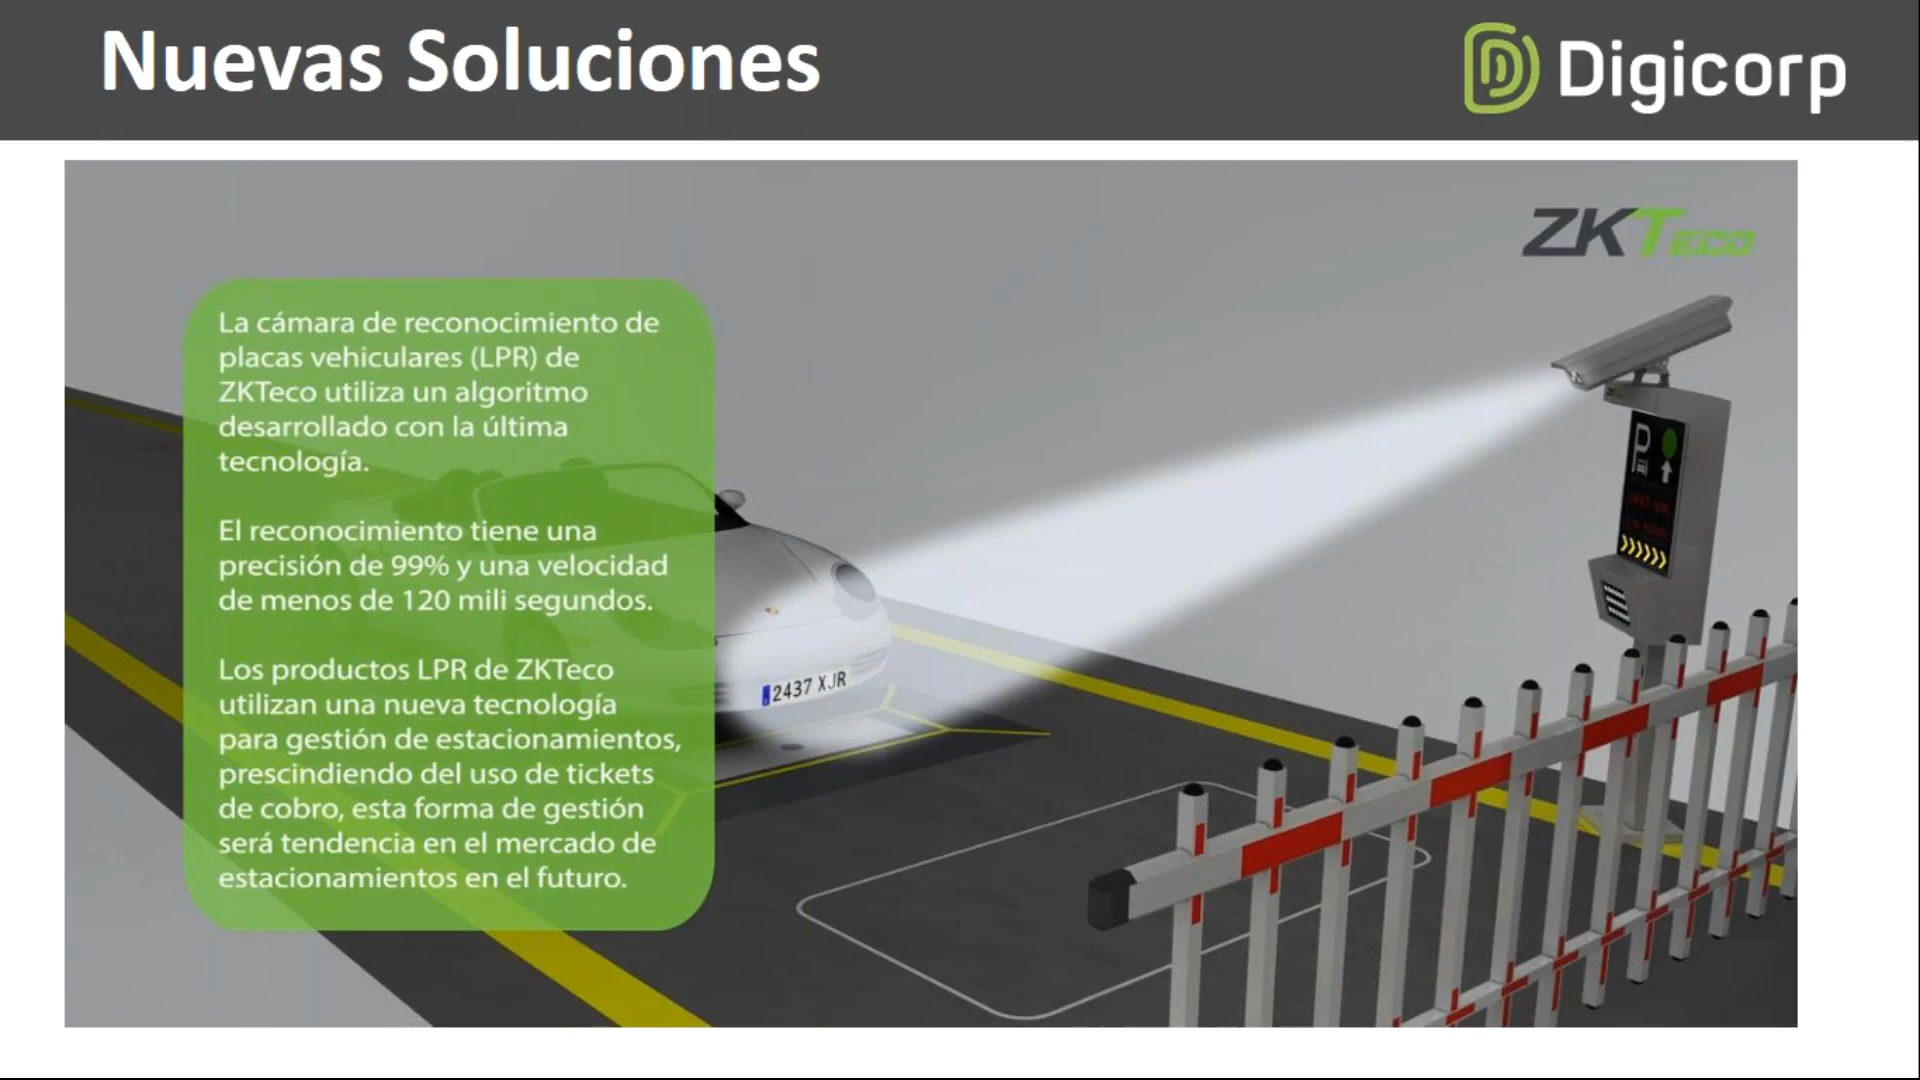 Nuevas Soluciones
Digicorp
ZKTeco
La cámara de reconocimiento de
placas vehiculares (LPR) de
ZKTeco utiliza un algoritmo
desarrollado con la última
tecnología.
El reconocimiento tiene una
precisión de 99% y una velocidad
de menos de 120 mili segundos.
Los productos LPR de ZKTeco
utilizan una nueva tecnología
para gestión de estacionamientos,
prescindiendo del uso de tickets
de cobro, esta forma de gestión
será tendencia en el mercado de
estacionamientos en el futuro.
P
2437 XJR